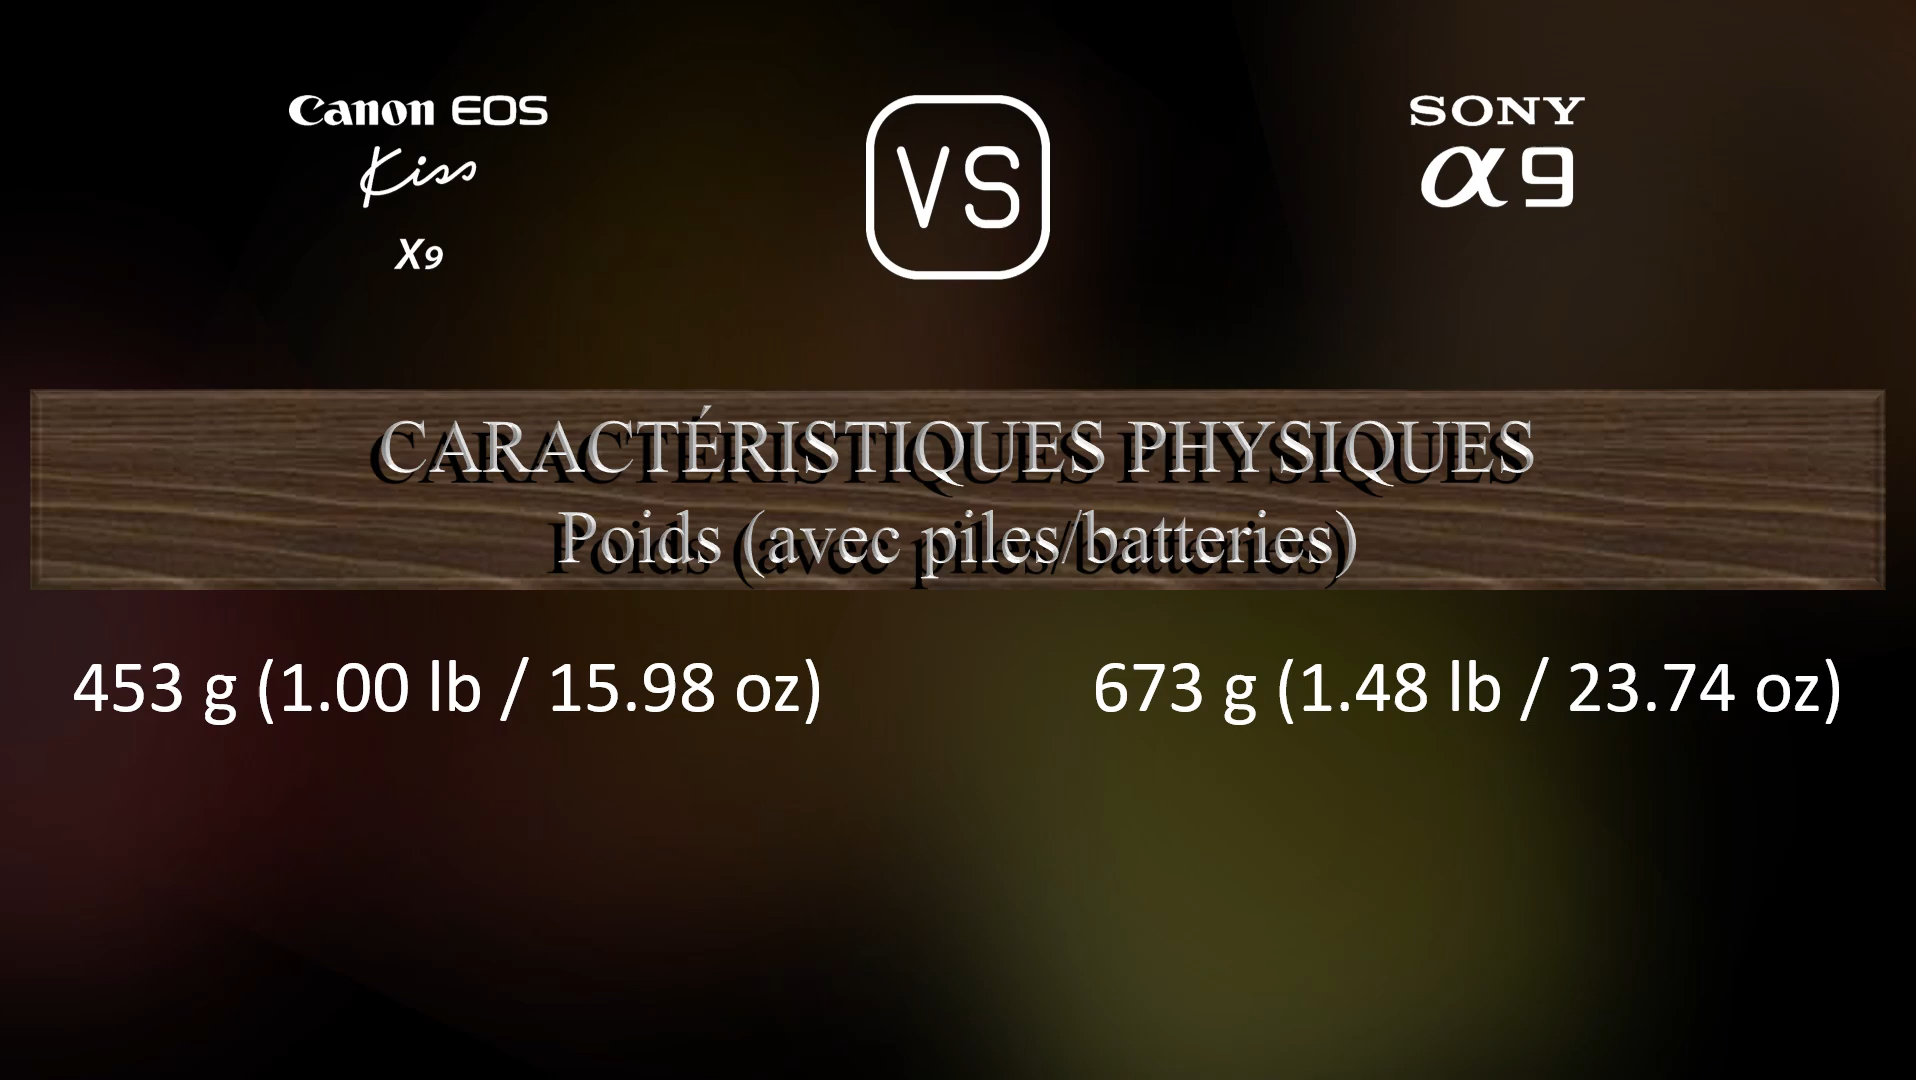 Canon EOS
Kiss
X9
VS
SONY
α9
CARACTÉRISTIQUES PHYSIQUES
Poids (avec piles/batteries)
453 g (1.00 lb / 15.98 oz)
673 g (1.48 lb / 23.74 oz)